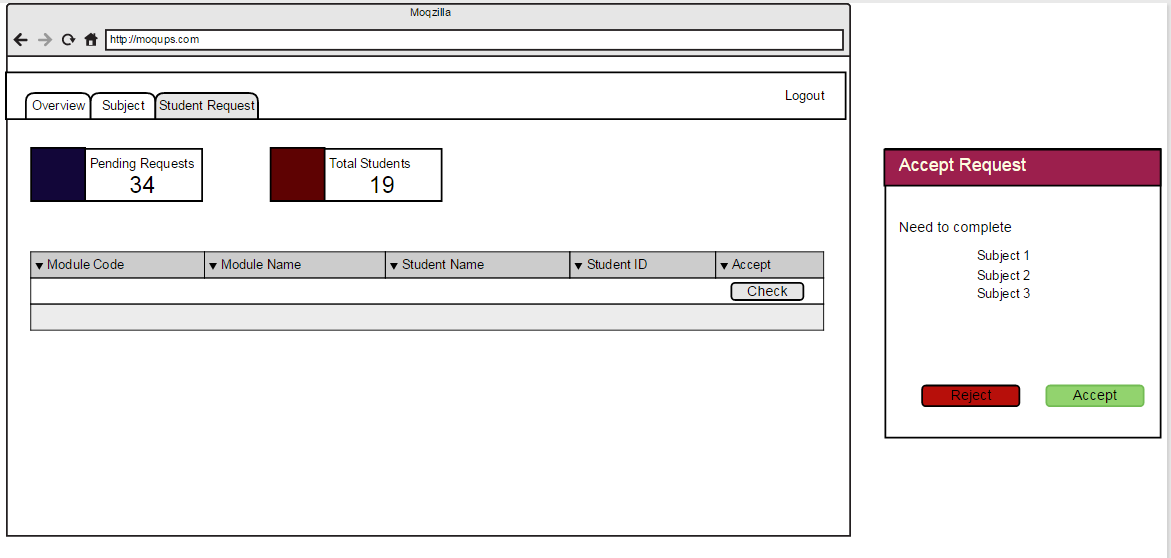 Moqzilla
http://moqups.com
Logout
Overview Subject Student Request
Pending Requests
34
Total Students
19
Module Code Module Name Student Name Student ID Accept
Check
Accept Request
Need to complete
Subject 1
Subject 2
Subject 3
Reject Accept